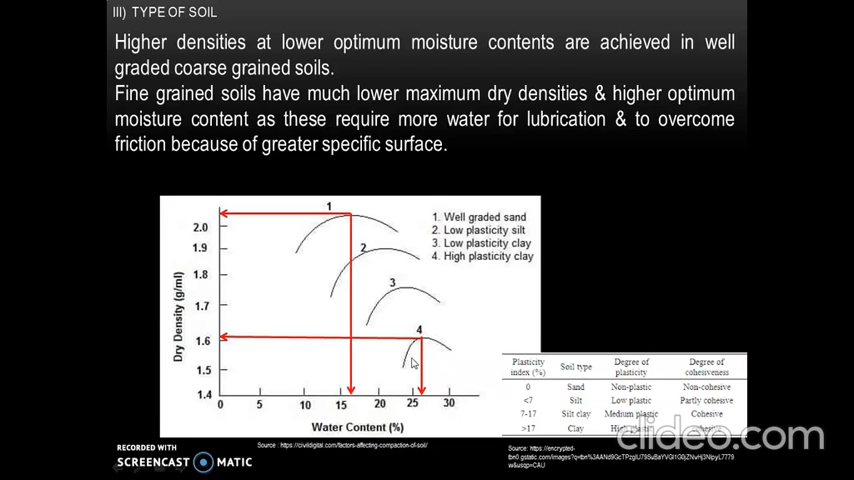 III) TYPE OF SOIL
Higher densities at lower optimum moisture contents are achieved in well
graded coarse grained soils.
Fine grained soils have much lower maximum dry densities & higher optimum
moisture content as these require more water for lubrication & to overcome
friction because of greater specific surface.
1
2
3
4
1. Well graded sand
2. Low plasticity silt
3. Low plasticity clay
4. High plasticity clay
Dry Density (g/ml)
2.0
1.9
1.8
1.7
1.6
1.5
1.4
0 5 10 15 20 25 30
Water Content (%)
Plasticity index (%) Soil type Degree of plasticity Degree of cohesiveness
0 Sand Non-plastic Non-cohesive
<7 Silt Low plastic Partly cohesive
7-17 Silt clay Medium plastic Cohesive
>17 Clay
clideo.com
Source : https://civildigital.com/factors-affecting-compaction-of-soil/
Source: https://encrypted-
w&usqp=CAU
RECORDED WITH
SCREENCAST MATIC